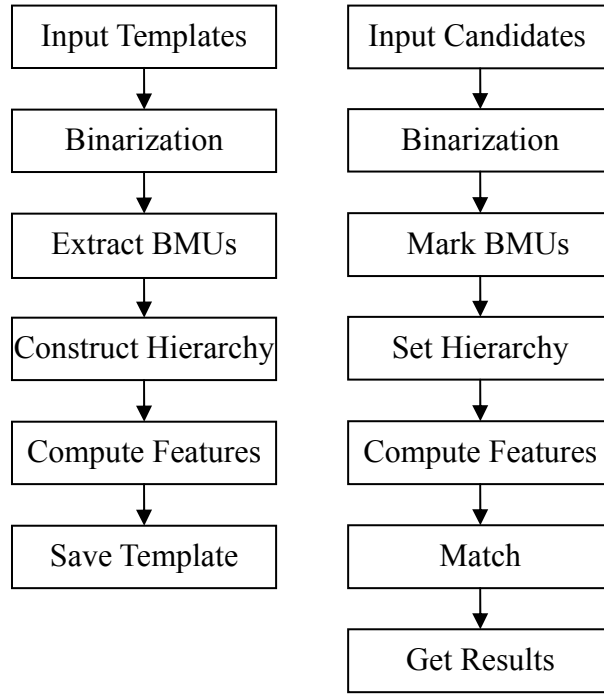 Input Templates
Binarization
Extract BMUs
Construct Hierarchy
Compute Features
Save Template
Input Candidates
Binarization
Mark BMUs
Set Hierarchy
Compute Features
Match
Get Results